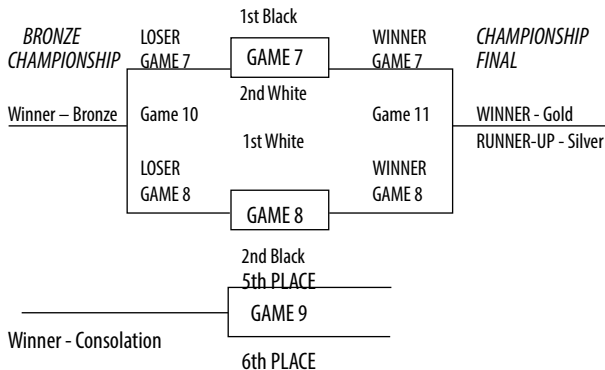 1st Black
BRONZE CHAMPIONSHIP
LOSER GAME 7
GAME 7
WINNER GAME 7
CHAMPIONSHIP FINAL
2nd White
Winner – Bronze
Game 10
Game 11
WINNER - Gold
1st White
RUNNER-UP - Silver
LOSER GAME 8
WINNER GAME 8
GAME 8
2nd Black
5th PLACE
GAME 9
Winner - Consolation
6th PLACE